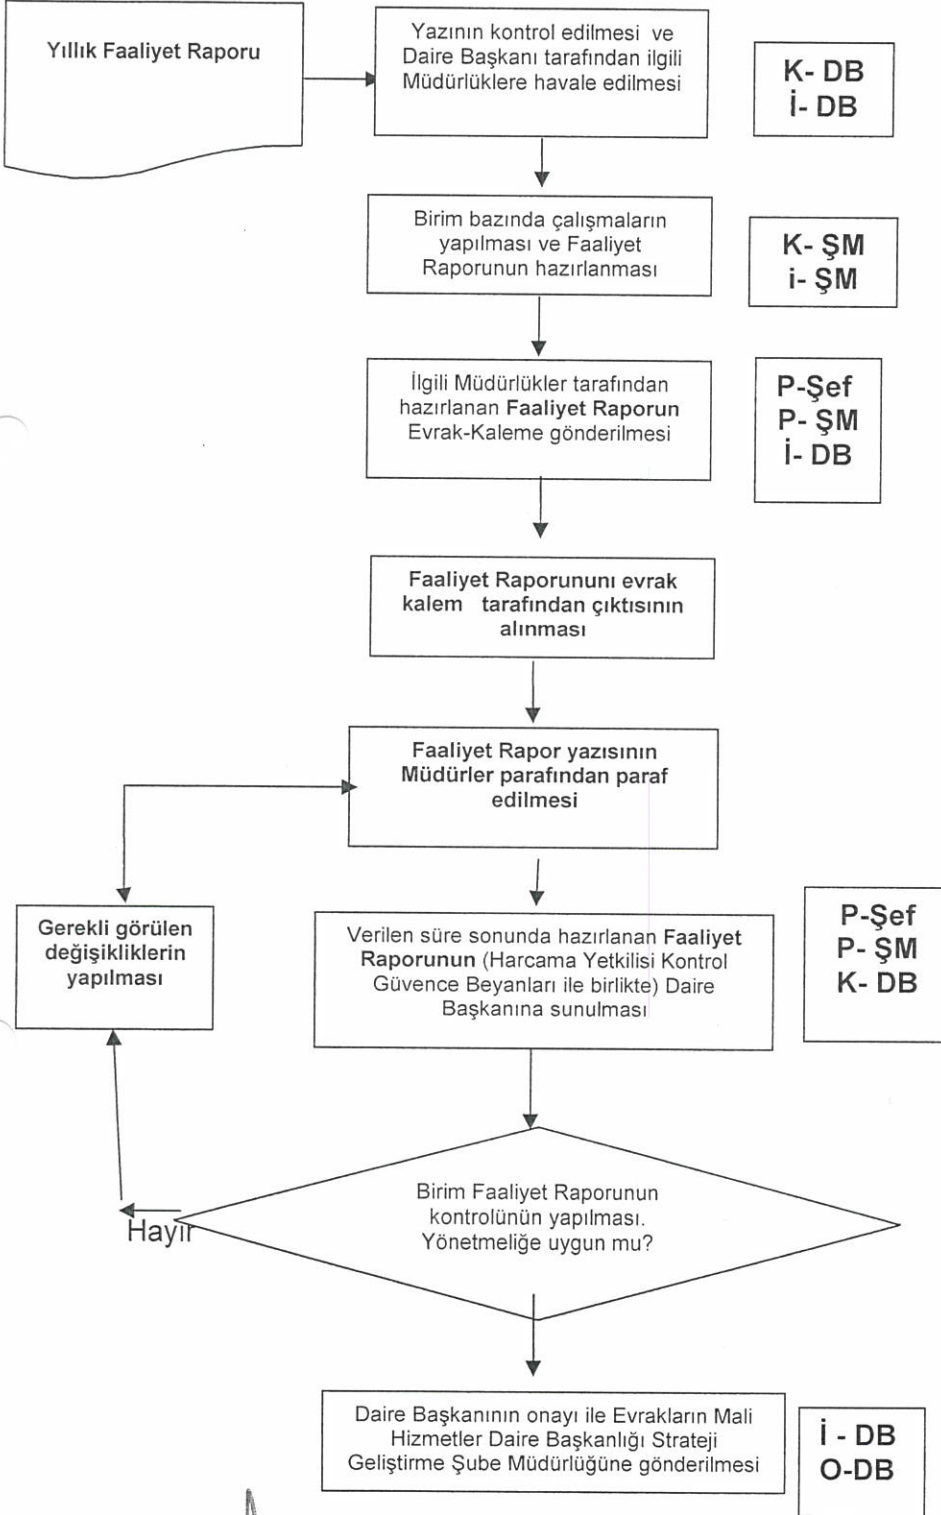 Yıllık Faaliyet Raporu
Yazının kontrol edilmesi ve
Daire Başkanı tarafından ilgili
Müdürlüklere havale edilmesi
K- DB
İ- DB
Birim bazında çalışmaların
yapılması ve Faaliyet
Raporunun hazırlanması
K- ŞM
i- ŞM
İlgili Müdürlükler tarafından
hazırlanan Faaliyet Raporun
Evrak-Kaleme gönderilmesi
P-Şef
P- ŞM
İ- DB
Faaliyet Raporununı evrak
kalem tarafından çıktısının
alınması
Faaliyet Rapor yazısının
Müdürler parafından paraf
edilmesi
Gerekli görülen
değişikliklerin
yapılması
Verilen süre sonunda hazırlanan Faaliyet
Raporunun (Harcama Yetkilisi Kontrol
Güvence Beyanları ile birlikte) Daire
Başkanına sunulması
P-Şef
P- ŞM
K- DB
Birim Faaliyet Raporunun
kontrolünün yapılması.
Yönetmeliğe uygun mu?
Hayır
Daire Başkanının onayı ile Evrakların Mali
Hizmetler Daire Başkanlığı Strateji
Geliştirme Şube Müdürlüğüne gönderilmesi
İ - DB
O-DB